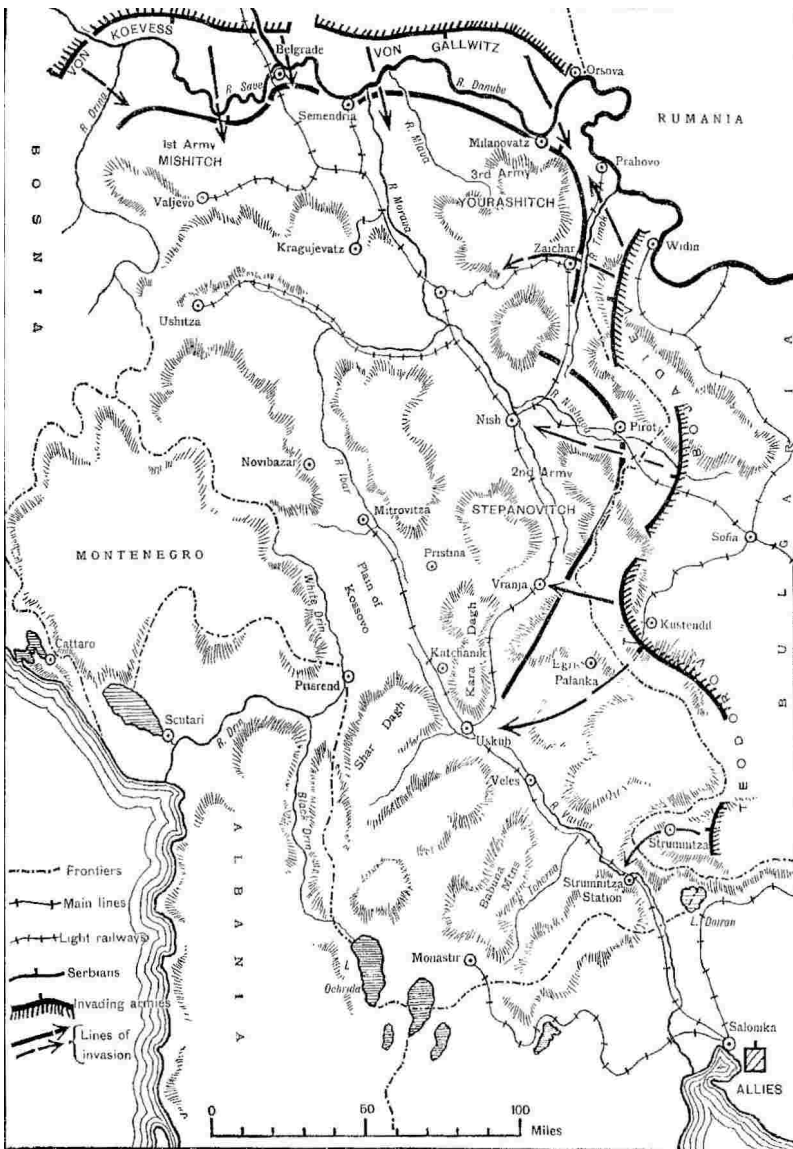 VON KOEVESS
VON GALLWITZ
Belgrade
Orsova
R. Save
R. Danube
R. Drina
Semendria
RUMANIA
1st Army
MISHITCH
Milanovatz
R. Mlava
Prahovo
3rd Army
YOURASHITCH
BOSNIA
Valjevo
R. Morava
R. Timok
Kragujevatz
Zaichar
Widin
Ushitza
BOJADIEV
Nish
R. Nishava
Pirot
2nd Army
STEPANOVITCH
Novibazar
R. Ibar
Mitrovitza
Sofia
MONTENEGRO
Pristina
Plain of
Kossovo
Vranja
White Drin
Kustendil
BULGARIA
Cattaro
Katchanik
Kara Dagh
Egri
Palanka
Prisrend
Scutari
R. Drin
Shar Dagh
Uskub
TEODOROV
Veles
Black Drin
R. Vardar
Strumnitza
ALBANIA
Babuna
Mtns
R. Tcherna
Strumnitza
Station
L. Doiran
Monastir
L.
Ochrida
Salonika
ALLIES
Frontiers
Main lines
Light railways
Serbians
Invading armies
Lines of
invasion
0 50 100
Miles